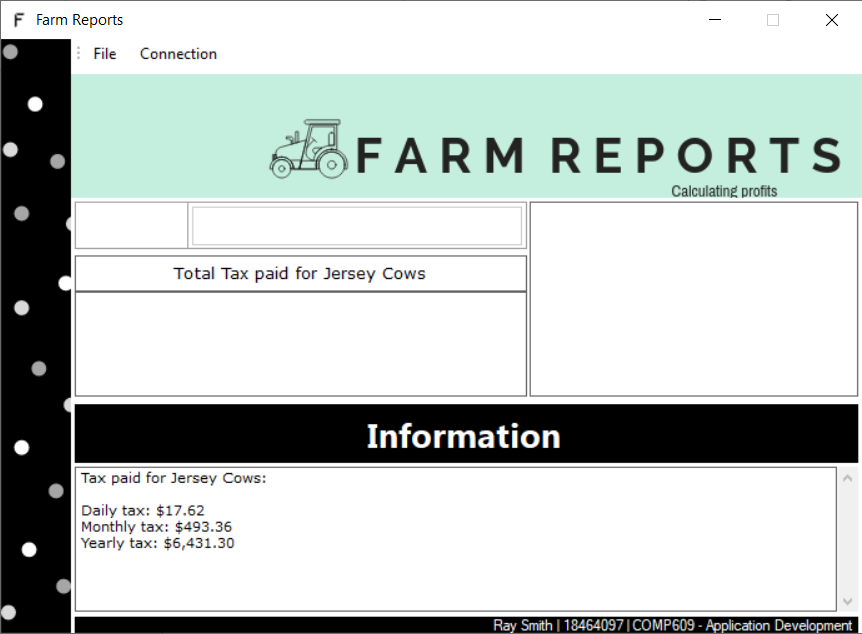 F Farm Reports
File Connection
FARM REPORTS
Calculating profits
Total Tax paid for Jersey Cows
Information
Tax paid for Jersey Cows:
Daily tax: $17.62
Monthly tax: $493.36
Yearly tax: $6,431.30
Ray Smith | 18464097 | COMP609 - Application Development